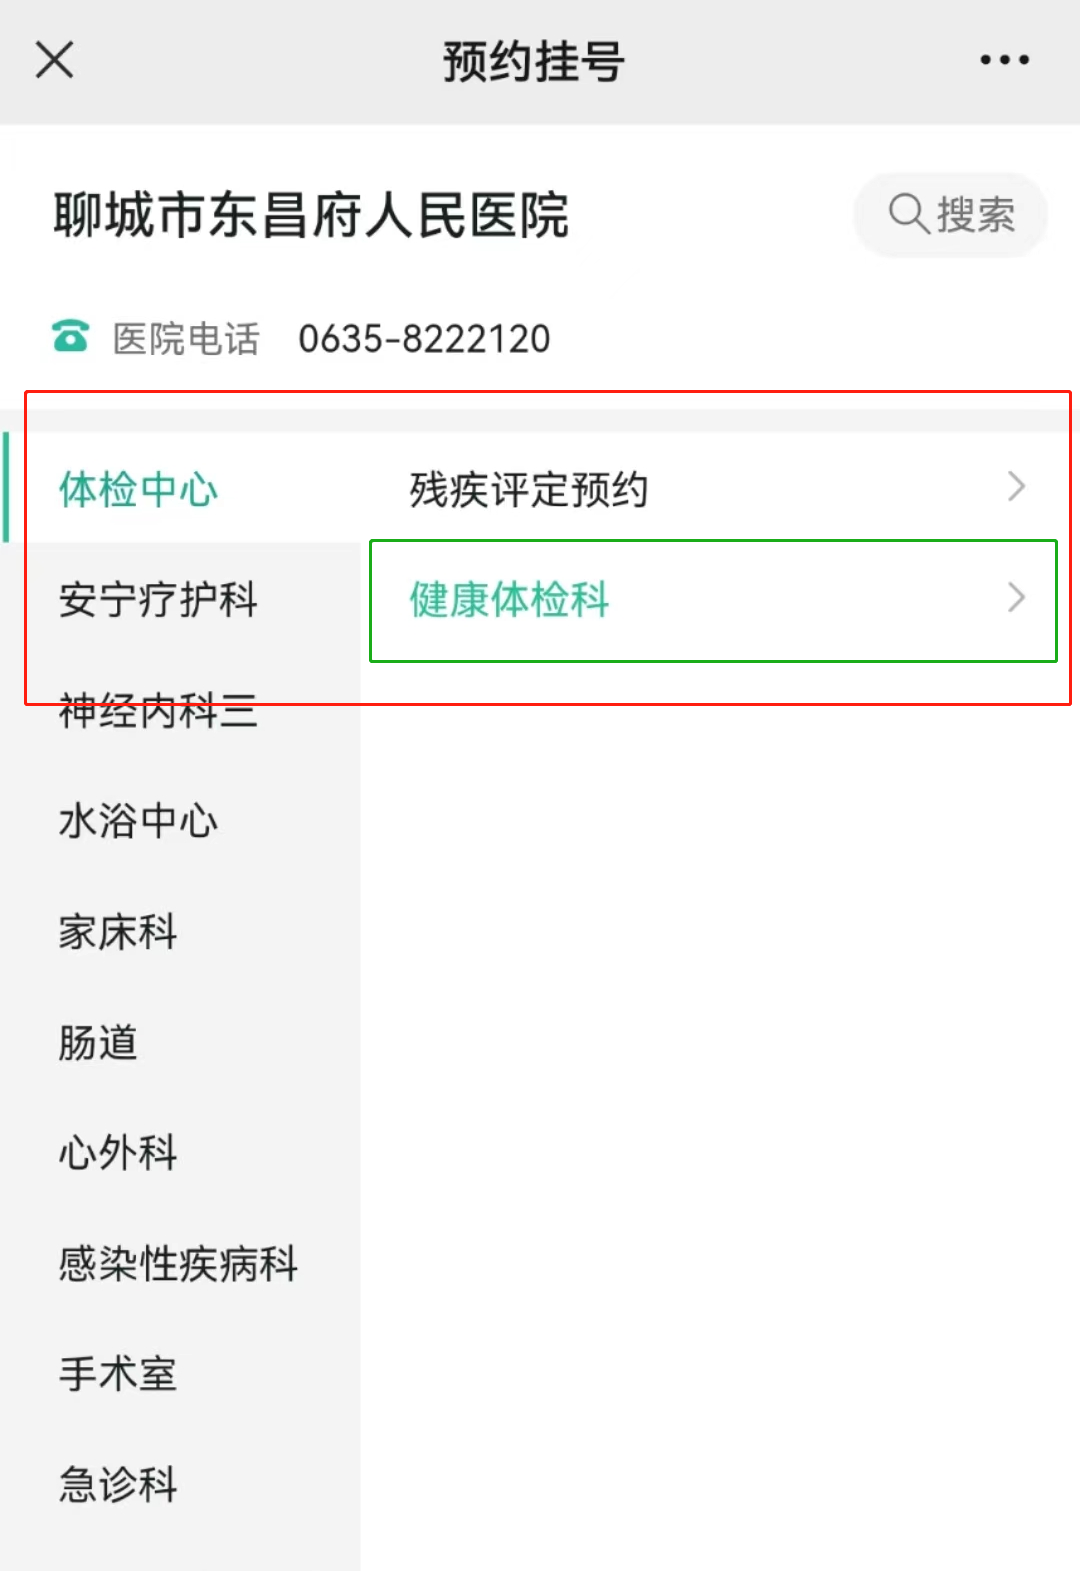 预约挂号
聊城市东昌府人民医院
搜索
医院电话 0635-8222120
体检中心
残疾评定预约
安宁疗护科
健康体检科
神经内科三
水浴中心
家床科
肠道
心外科
感染性疾病科
手术室
急诊科